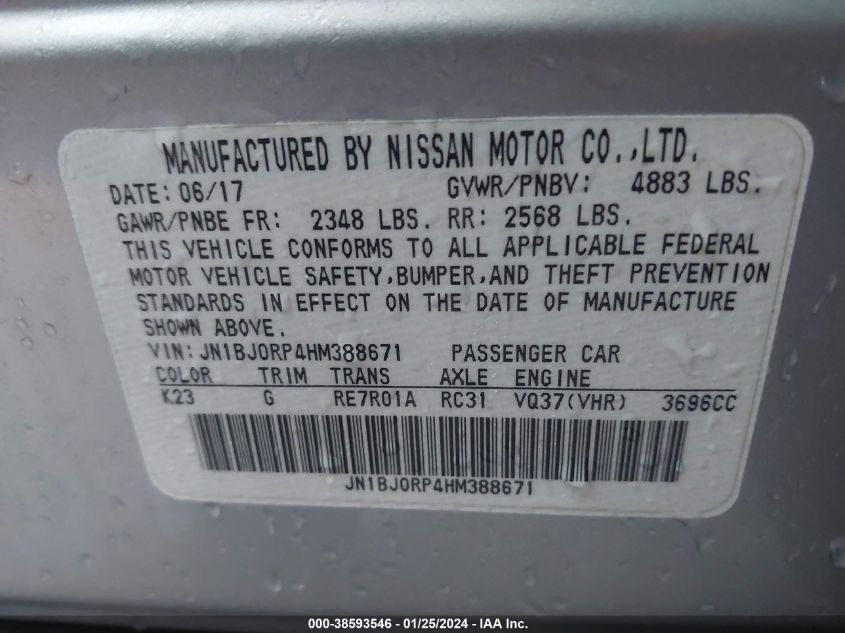 MANUFACTURED BY NISSAN MOTOR CO.,LTD.
DATE: 06/17 GVWR/PNBV: 4883 LBS.
GAWR/PNBE FR: 2348 LBS. RR: 2568 LBS.
THIS VEHICLE CONFORMS TO ALL APPLICABLE FEDERAL
MOTOR VEHICLE SAFETY,BUMPER,AND THEFT PREVENTION
STANDARDS IN EFFECT ON THE DATE OF MANUFACTURE
SHOWN ABOVE.
VIN: JN1BJ0RP4HM388671 PASSENGER CAR
COLOR TRIM TRANS AXLE ENGINE
K23 G RE7R01A RC31 VQ37(VHR) 3696CC
JN1BJ0RP4HM388671
000-38593546 - 01/25/2024 - IAA Inc.